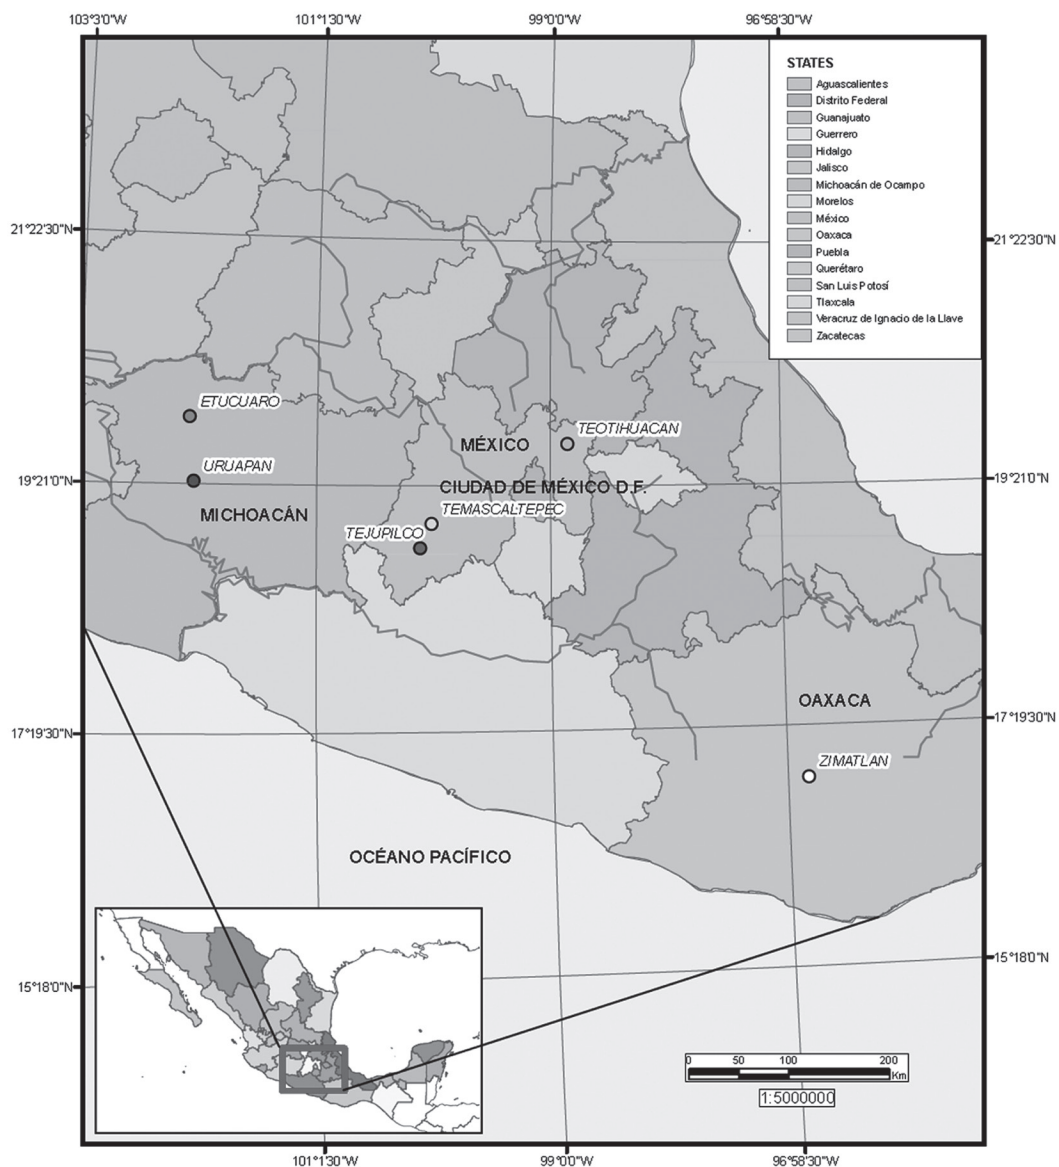 103°3'0"W 101°1'30"W 99°0'0"W 96°58'30"W
STATES
Aguascalientes
Distrito Federal
Guanajuato
Guerrero
Hidalgo
Jalisco
Michoacán de Ocampo
Morelos
México
Oaxaca
Puebla
Querétaro
San Luis Potosí
Tlaxcala
Veracruz de Ignacio de la Llave
Zacatecas
21°22'30"N 21°22'30"N
ETUCUARO
TEOTIHUACAN
MÉXICO
URUAPAN
19°21'0"N 19°21'0"N
CIUDAD DE MÉXICO D.F.
TEMASCALTEPEC
MICHOACÁN
TEJUPILCO
OAXACA
17°19'30"N 17°19'30"N
ZIMATLAN
OCÉANO PACÍFICO
15°18'0"N 15°18'0"N
0 50 100 200
Km
1:5000000
101°1'30"W 99°0'0"W 96°58'30"W